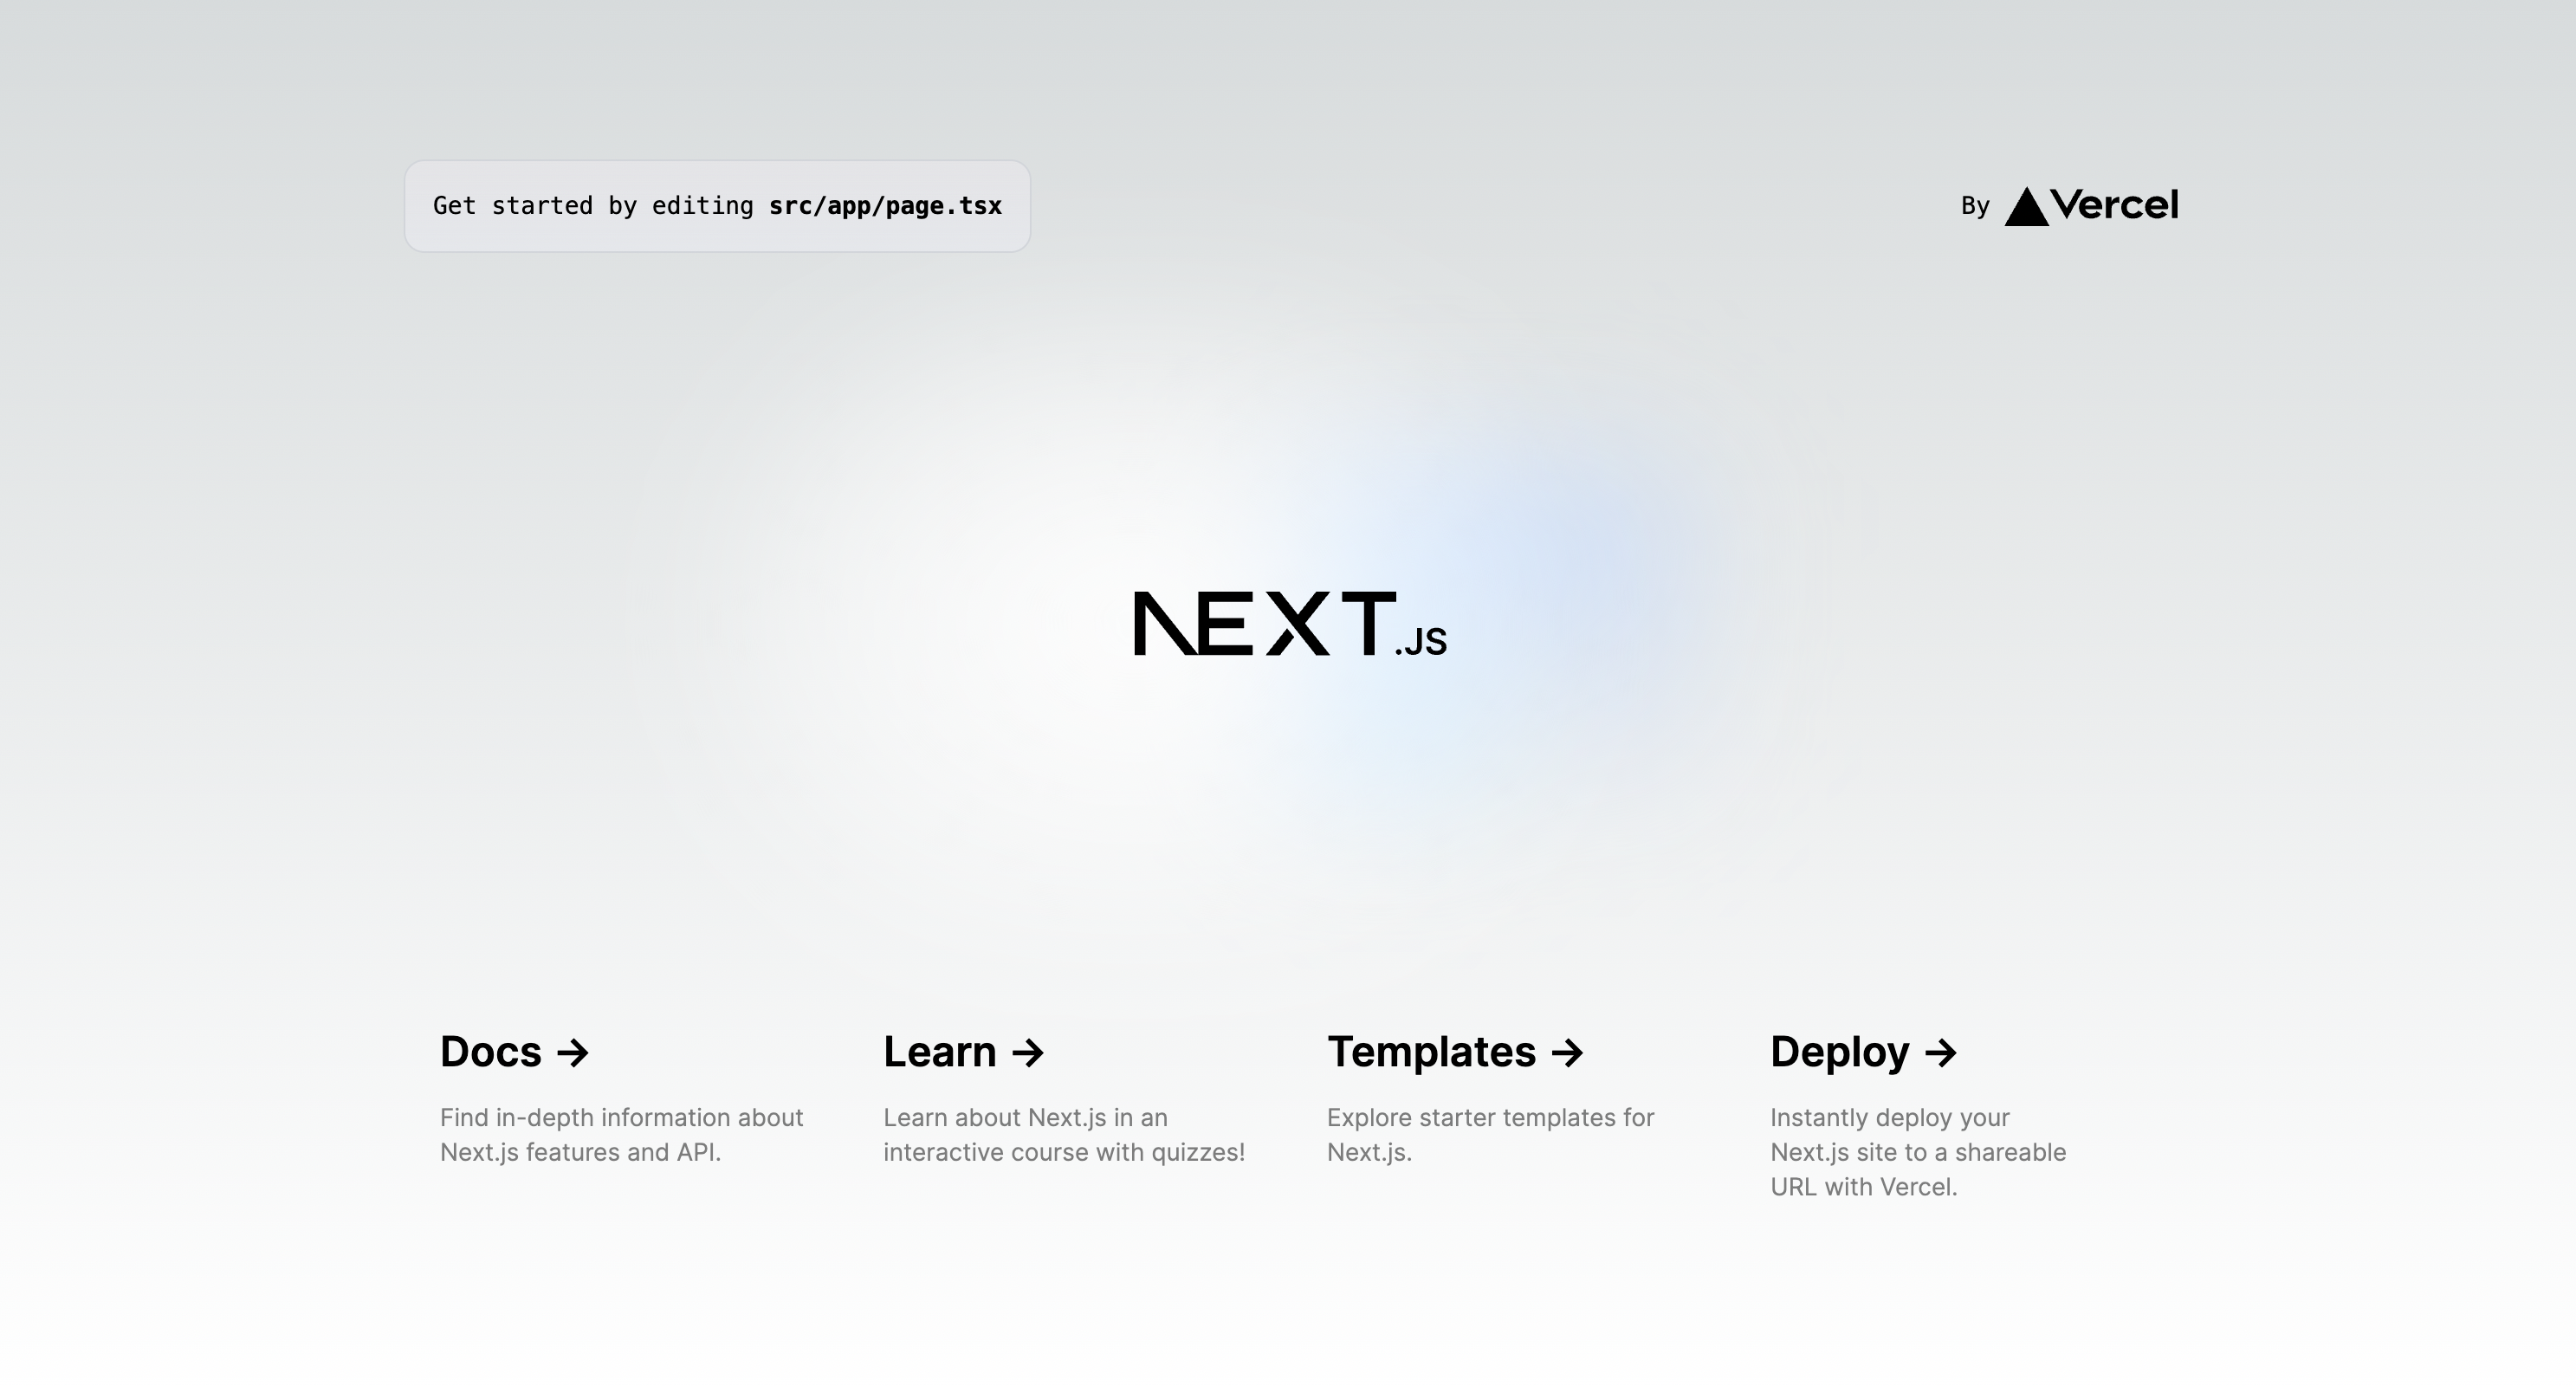 Get started by editing src/app/page.tsx
By Vercel
NEXT.JS
Docs →
Find in-depth information about
Next.js features and API.
Learn →
Learn about Next.js in an
interactive course with quizzes!
Templates →
Explore starter templates for
Next.js.
Deploy →
Instantly deploy your
Next.js site to a shareable
URL with Vercel.